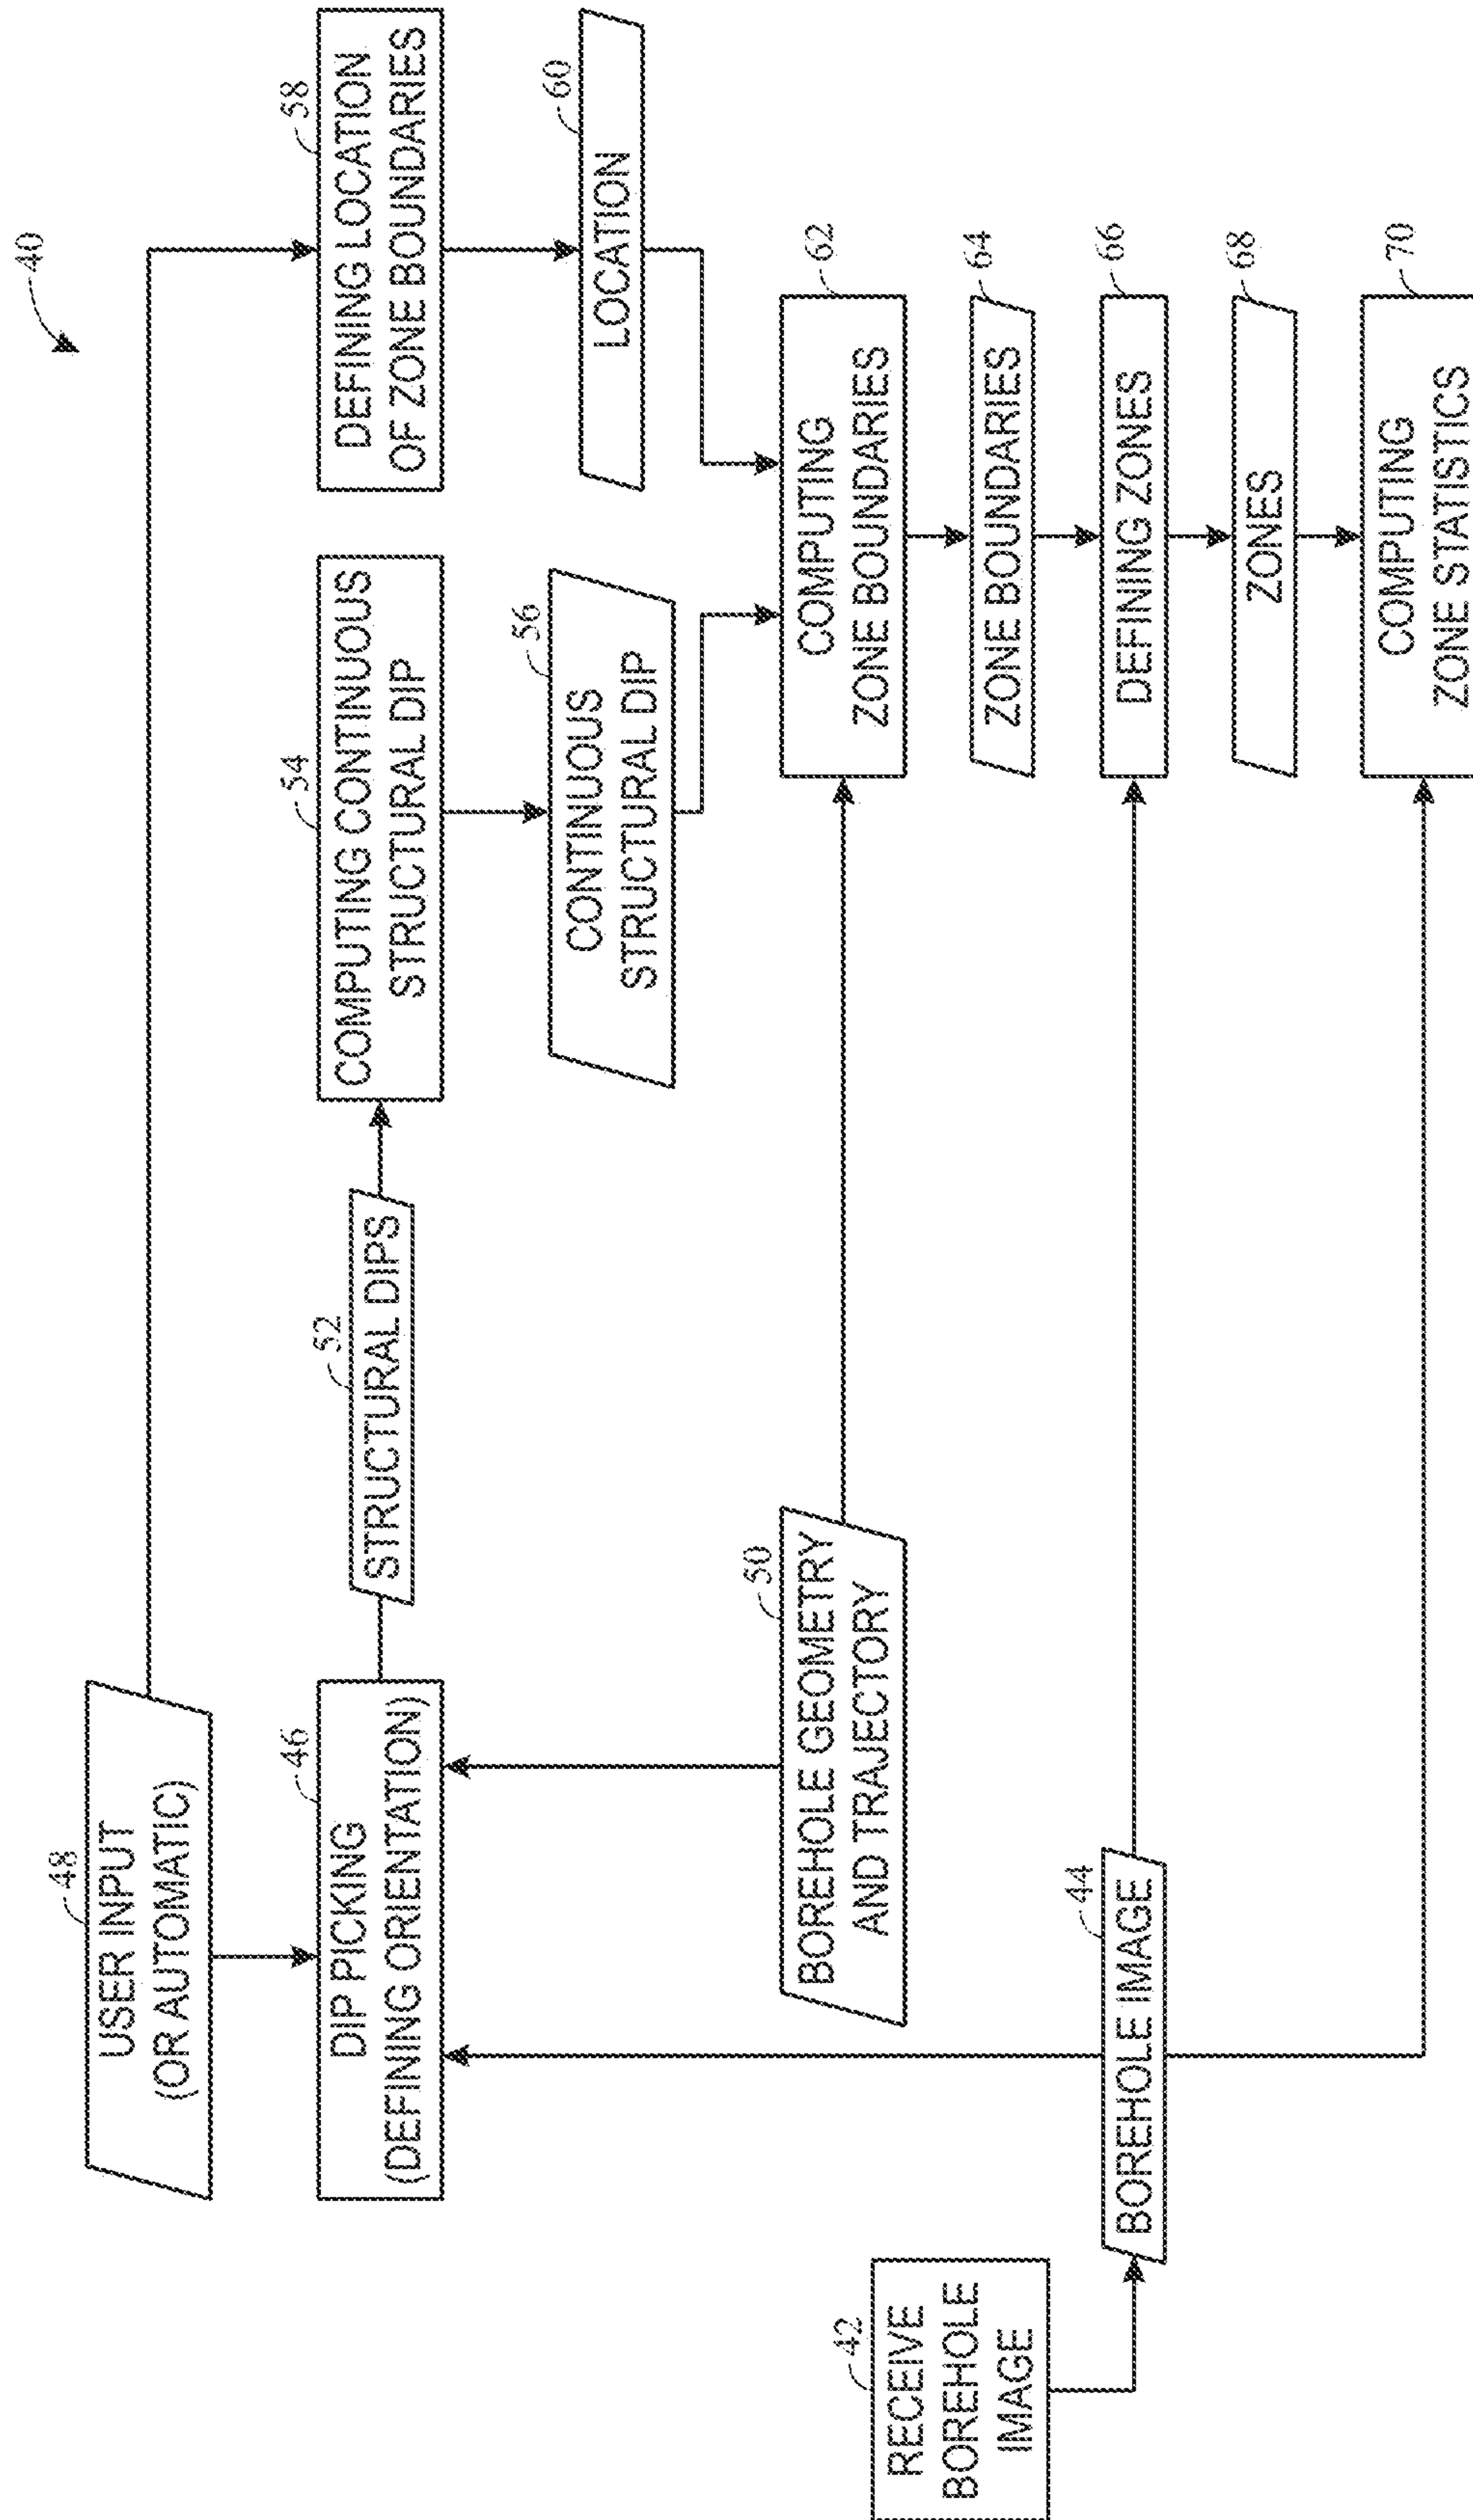 40
48
USER INPUT
(OR AUTOMATIC)
46
DIP PICKING
(DEFINING ORIENTATION)
52
STRUCTURAL DIPS
54
COMPUTING CONTINUOUS
STRUCTURAL DIP
58
DEFINING LOCATION
OF ZONE BOUNDARIES
56
CONTINUOUS
STRUCTURAL DIP
60
LOCATION
50
BOREHOLE GEOMETRY
AND TRAJECTORY
62
COMPUTING
ZONE BOUNDARIES
64
ZONE BOUNDARIES
42
RECEIVE
BOREHOLE
IMAGE
44
BOREHOLE IMAGE
66
DEFINING ZONES
68
ZONES
70
COMPUTING
ZONE STATISTICS